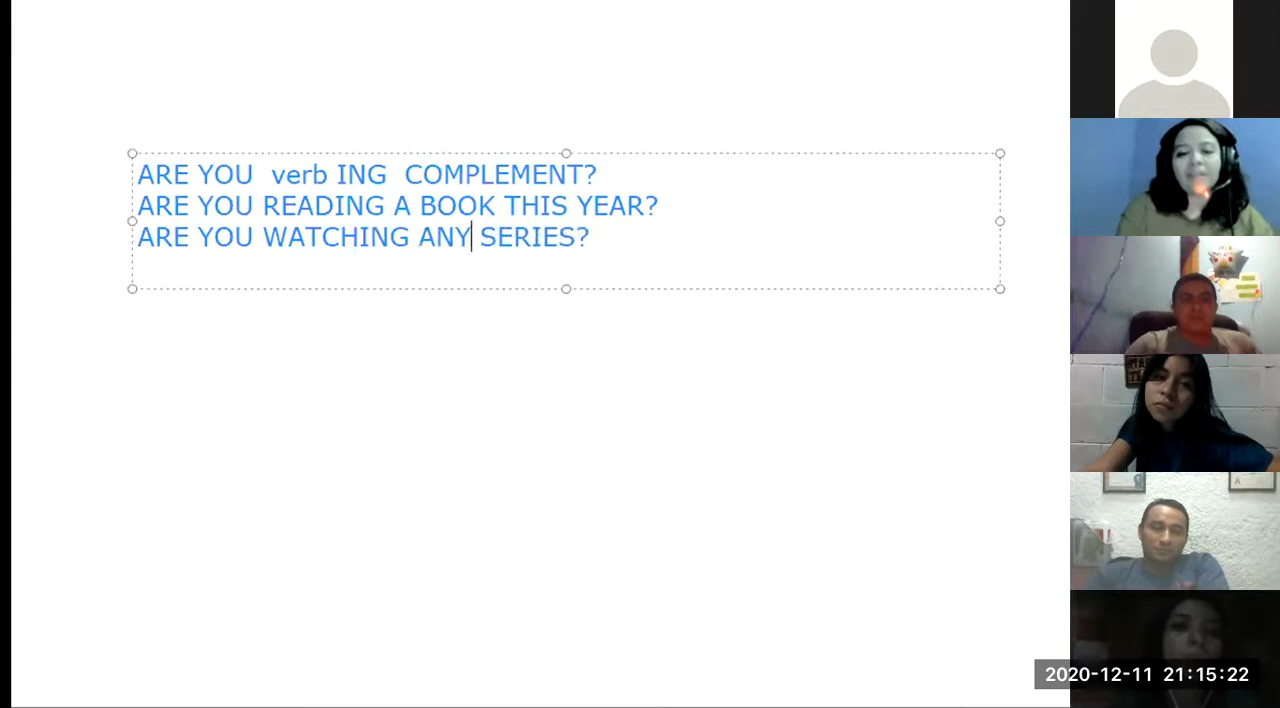 ARE YOU verb ING COMPLEMENT?
ARE YOU READING A BOOK THIS YEAR?
ARE YOU WATCHING ANY SERIES?
2020-12-11 21:15:22